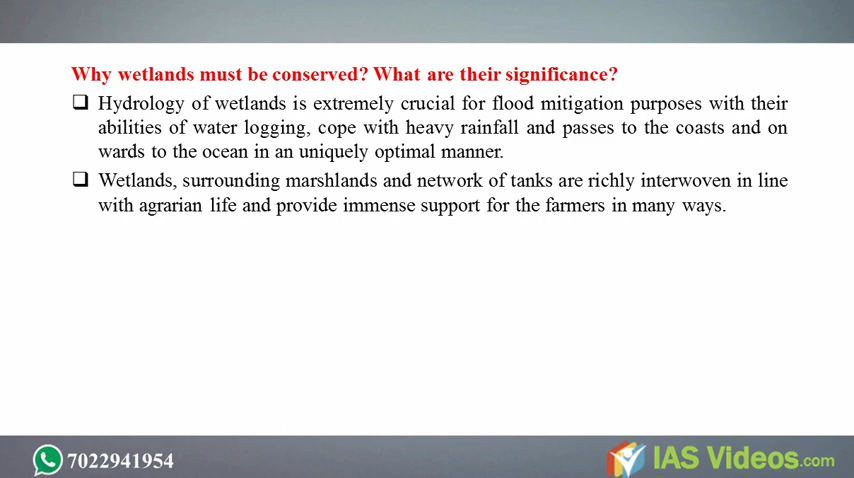 Why wetlands must be conserved? What are their significance?
❑ Hydrology of wetlands is extremely crucial for flood mitigation purposes with their
abilities of water logging, cope with heavy rainfall and passes to the coasts and on
wards to the ocean in an uniquely optimal manner.
❑ Wetlands, surrounding marshlands and network of tanks are richly interwoven in line
with agrarian life and provide immense support for the farmers in many ways.
7022941954
IAS Videos.com